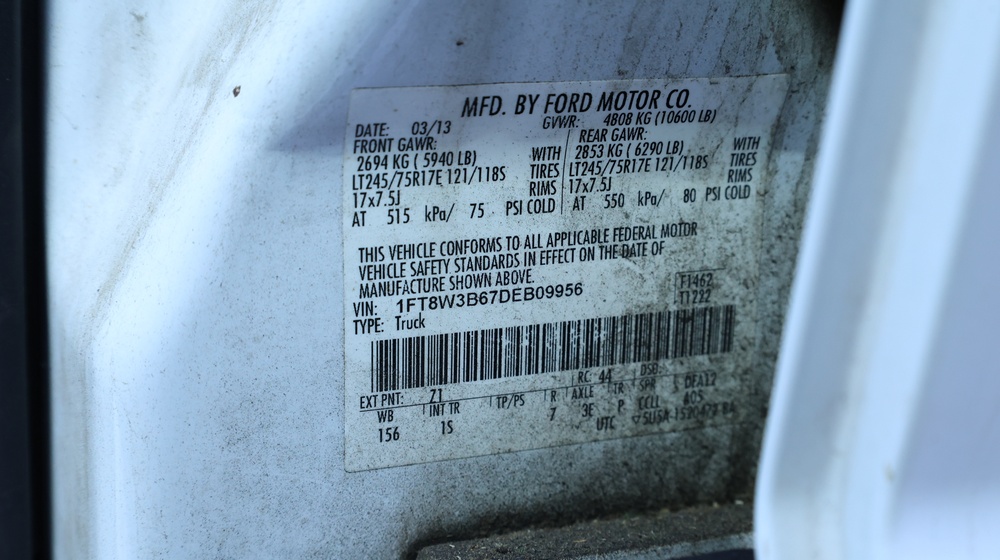 MFD. BY FORD MOTOR CO.
DATE: 03/13 GVWR: 4808 KG (10600 LB)
FRONT GAWR: REAR GAWR:
2694 KG ( 5940 LB) WITH 2853 KG ( 6290 LB) WITH
LT245/75R17E 121/118S TIRES LT245/75R17E 121/118S TIRES
17x7.5J RIMS 17x7.5J RIMS
AT 515 kPa/ 75 PSI COLD AT 550 kPa/ 80 PSI COLD
THIS VEHICLE CONFORMS TO ALL APPLICABLE FEDERAL MOTOR
VEHICLE SAFETY STANDARDS IN EFFECT ON THE DATE OF
MANUFACTURE SHOWN ABOVE.
VIN: 1FT8W3B67DEB09956 F1462
TYPE: Truck T1222
EXT PNT: Z1 RC: 44 DSO:
WB INT TR TP/PS R AXLE TR SPR DFA12
156 1S 7 3E P CCLL 405
UTC